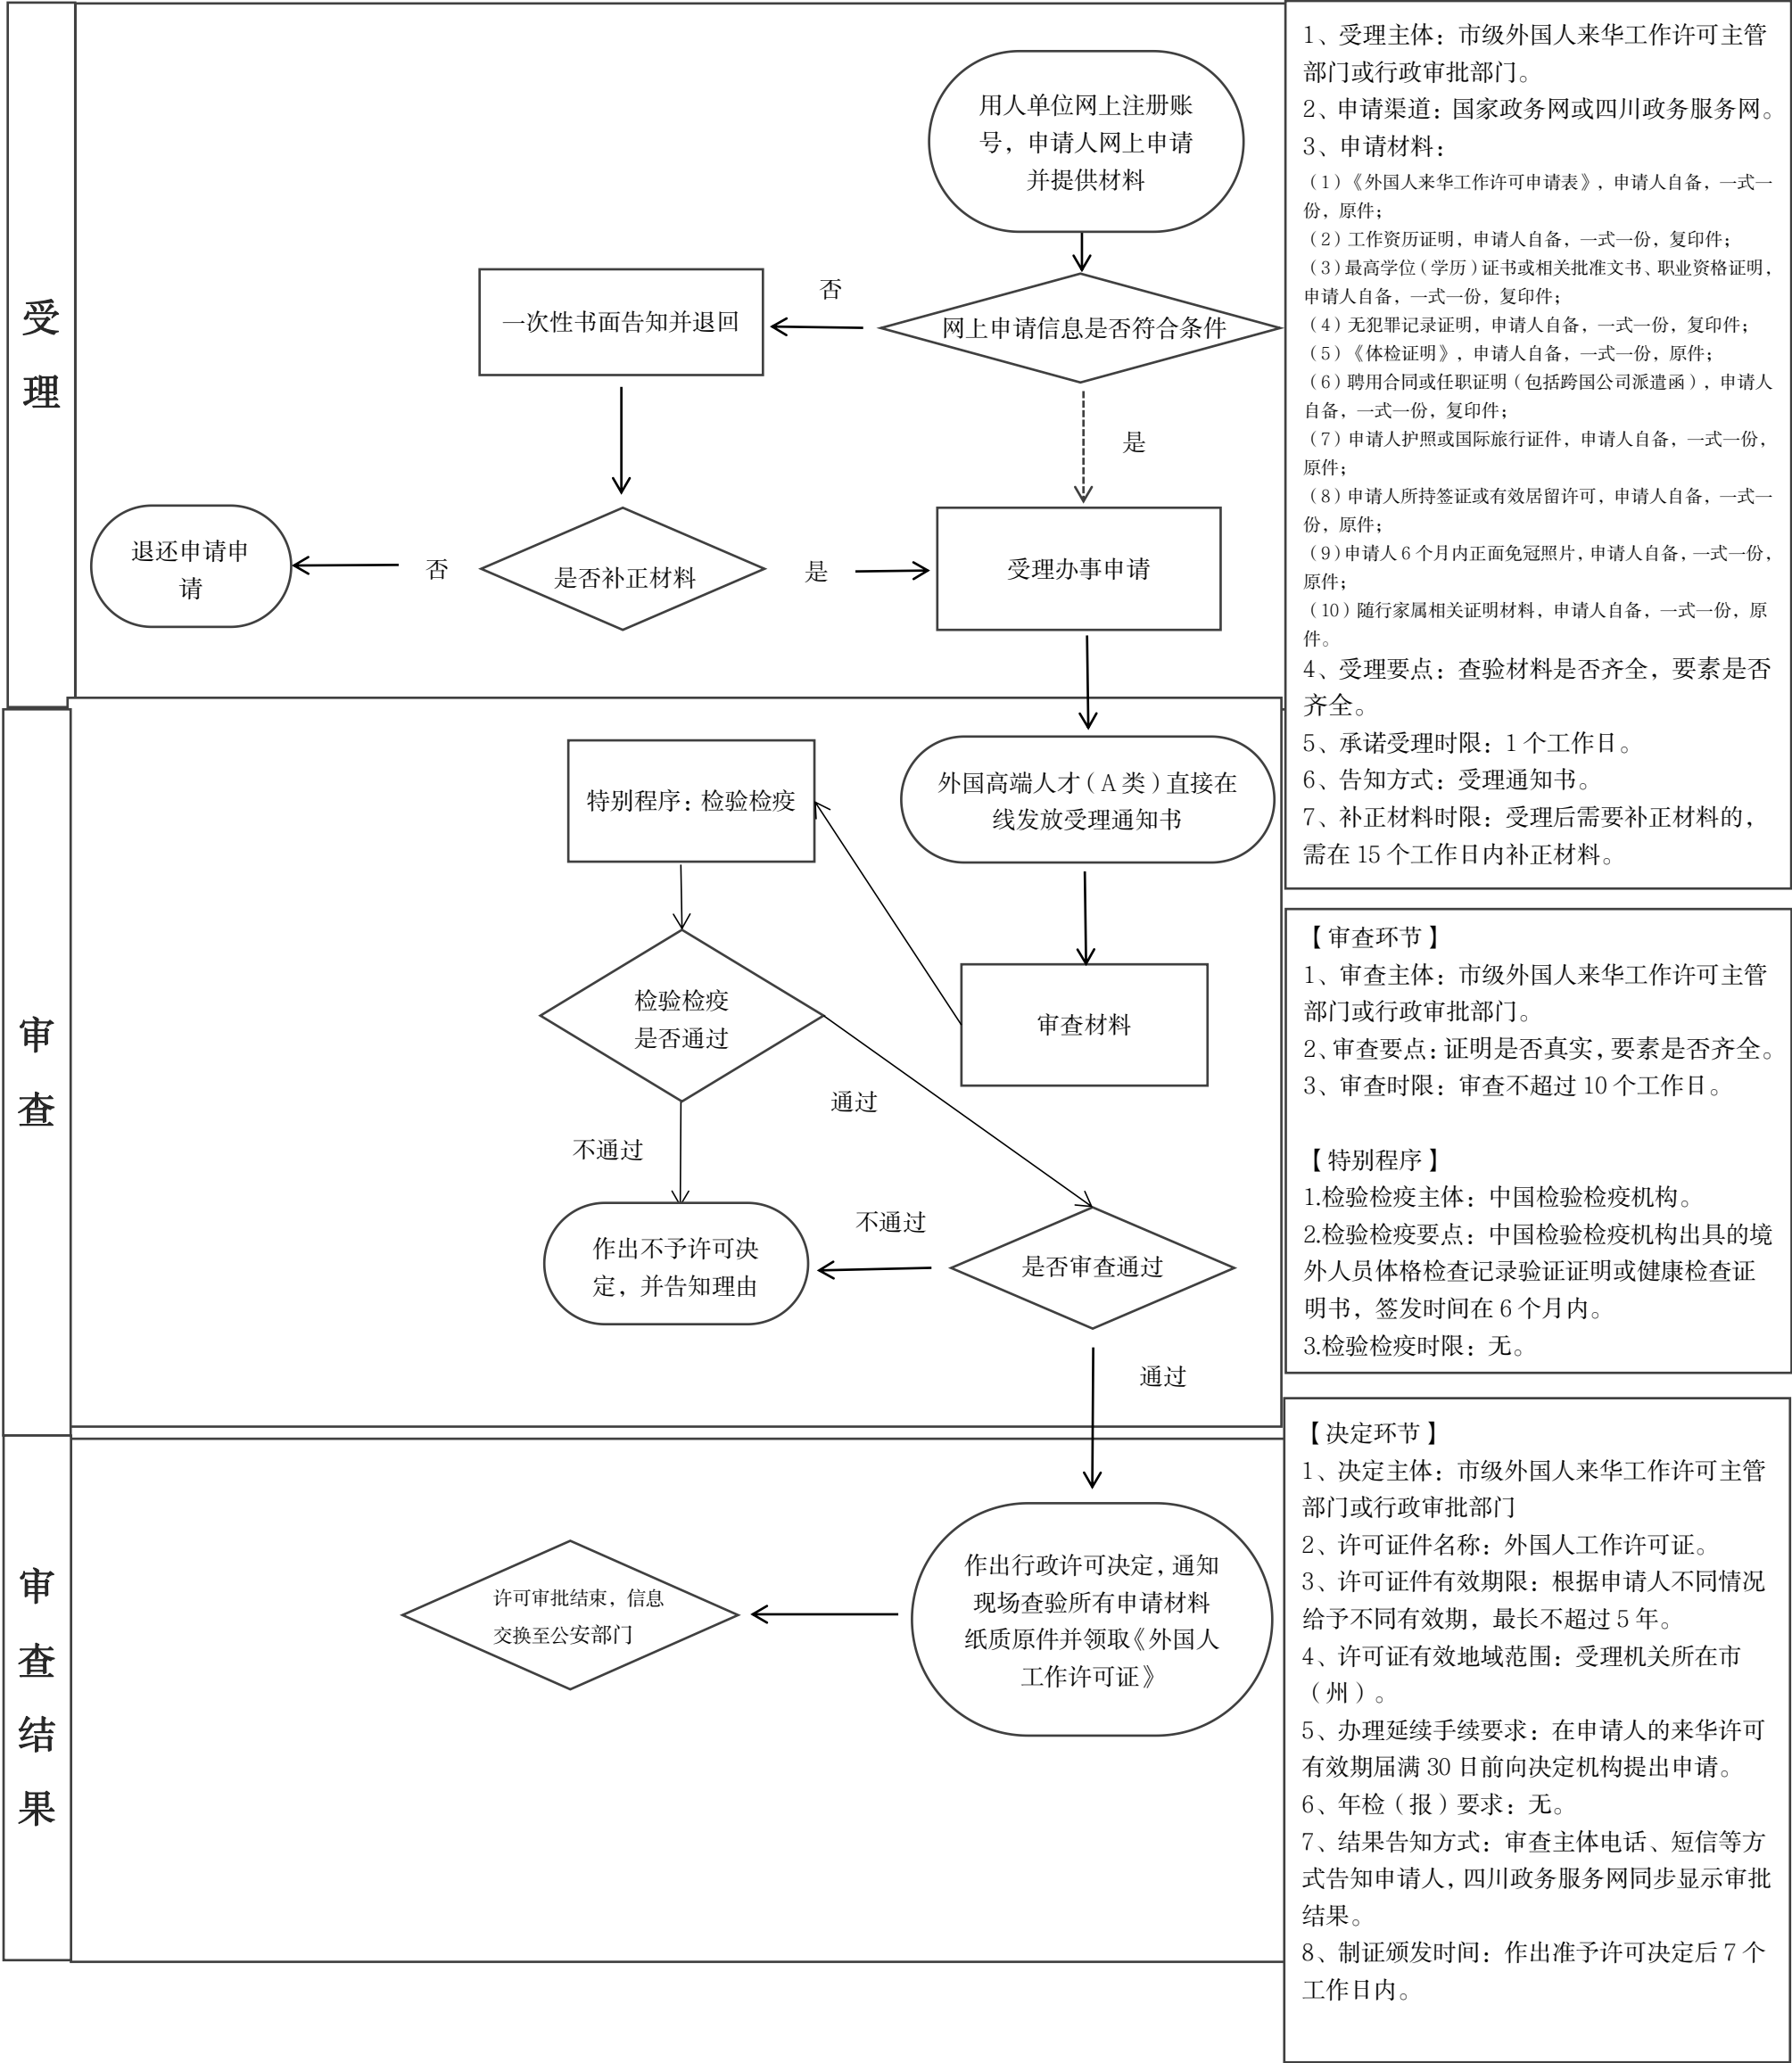 受
理
用人单位网上注册账
号，申请人网上申请
并提供材料
否
一次性书面告知并退回
网上申请信息是否符合条件
是
退还申请申
请
否
是否补正材料
是
受理办事申请
1、受理主体：市级外国人来华工作许可主管
部门或行政审批部门。
2、申请渠道：国家政务网或四川政务服务网。
3、申请材料：
（1）《外国人来华工作许可申请表》，申请人自备，一式一
份，原件；
（2）工作资历证明，申请人自备，一式一份，复印件；
（3）最高学位（学历）证书或相关批准文书、职业资格证明，
申请人自备，一式一份，复印件；
（4）无犯罪记录证明，申请人自备，一式一份，复印件；
（5）《体检证明》，申请人自备，一式一份，原件；
（6）聘用合同或任职证明（包括跨国公司派遣函），申请人
自备，一式一份，复印件；
（7）申请人护照或国际旅行证件，申请人自备，一式一份，
原件；
（8）申请人所持签证或有效居留许可，申请人自备，一式一
份，原件；
（9）申请人6个月内正面免冠照片，申请人自备，一式一份，
原件；
（10）随行家属相关证明材料，申请人自备，一式一份，原
件。
4、受理要点：查验材料是否齐全，要素是否
齐全。
5、承诺受理时限：1个工作日。
6、告知方式：受理通知书。
7、补正材料时限：受理后需要补正材料的，
需在15个工作日内补正材料。
审
查
特别程序：检验检疫
外国高端人才（A类）直接在
线发放受理通知书
检验检疫
是否通过
审查材料
通过
不通过
不通过
作出不予许可决
定，并告知理由
是否审查通过
通过
【审查环节】
1、审查主体：市级外国人来华工作许可主管
部门或行政审批部门。
2、审查要点：证明是否真实，要素是否齐全。
3、审查时限：审查不超过10个工作日。
【特别程序】
1.检验检疫主体：中国检验检疫机构。
2.检验检疫要点：中国检验检疫机构出具的境
外人员体格检查记录验证证明或健康检查证
明书，签发时间在6个月内。
3.检验检疫时限：无。
审
查
结
果
许可审批结束，信息
交换至公安部门
作出行政许可决定，通知
现场查验所有申请材料
纸质原件并领取《外国人
工作许可证》
【决定环节】
1、决定主体：市级外国人来华工作许可主管
部门或行政审批部门
2、许可证件名称：外国人工作许可证。
3、许可证件有效期限：根据申请人不同情况
给予不同有效期，最长不超过5年。
4、许可证有效地域范围：受理机关所在市
（州）。
5、办理延续手续要求：在申请人的来华许可
有效期届满30日前向决定机构提出申请。
6、年检（报）要求：无。
7、结果告知方式：审查主体电话、短信等方
式告知申请人，四川政务服务网同步显示审批
结果。
8、制证颁发时间：作出准予许可决定后7个
工作日内。